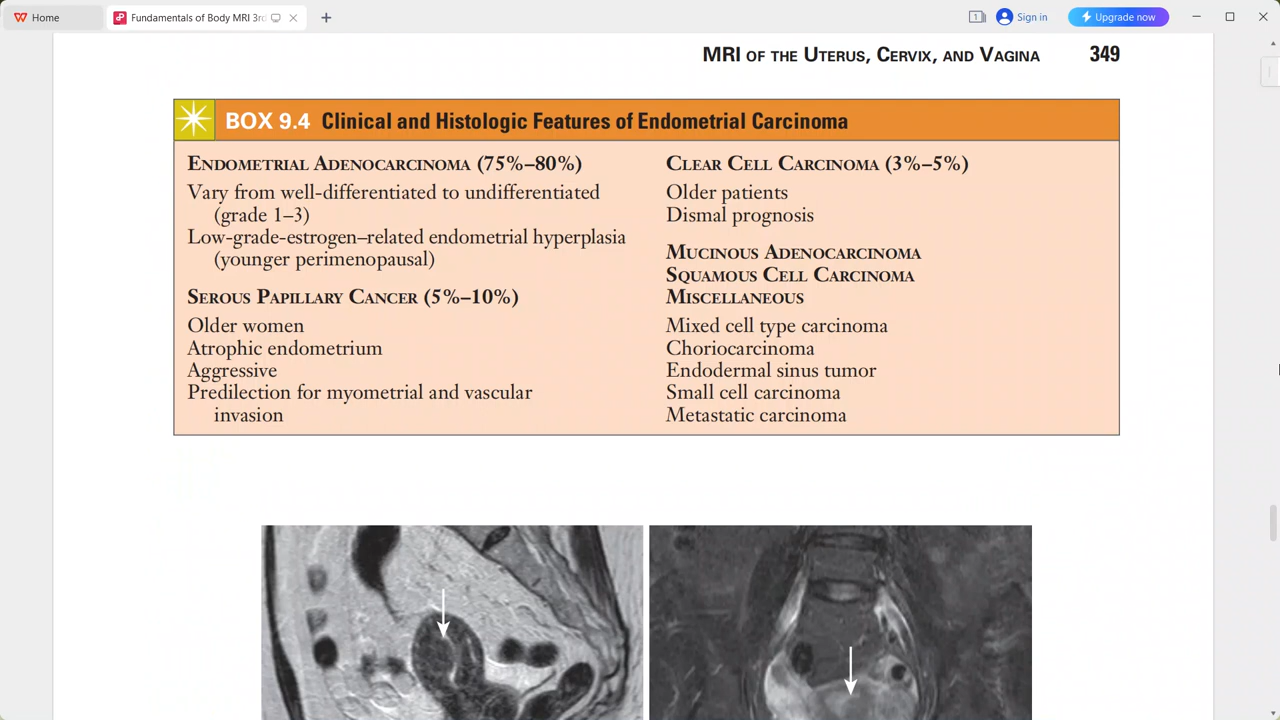 Home
Fundamentals of Body MRI 3rd
1
Sign in
Upgrade now
MRI OF THE UTERUS, CERVIX, AND VAGINA 349
BOX 9.4 Clinical and Histologic Features of Endometrial Carcinoma
ENDOMETRIAL ADENOCARCINOMA (75%–80%)
Vary from well-differentiated to undifferentiated
(grade 1–3)
Low-grade-estrogen–related endometrial hyperplasia
(younger perimenopausal)
SEROUS PAPILLARY CANCER (5%–10%)
Older women
Atrophic endometrium
Aggressive
Predilection for myometrial and vascular
invasion
CLEAR CELL CARCINOMA (3%–5%)
Older patients
Dismal prognosis
MUCINOUS ADENOCARCINOMA
SQUAMOUS CELL CARCINOMA
MISCELLANEOUS
Mixed cell type carcinoma
Choriocarcinoma
Endodermal sinus tumor
Small cell carcinoma
Metastatic carcinoma